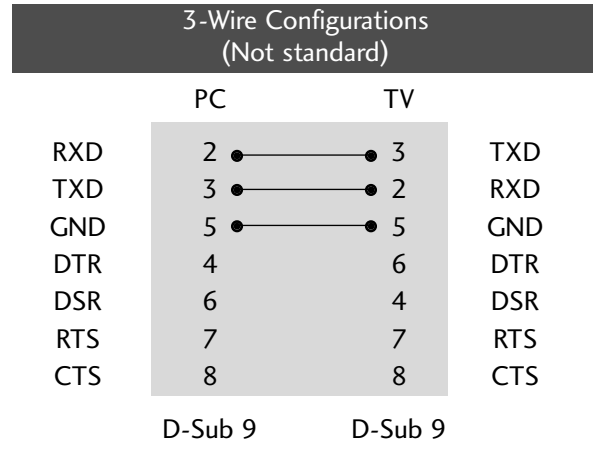 3-Wire Configurations
(Not standard)
PC TV
RXD 2 3 TXD
TXD 3 2 RXD
GND 5 5 GND
DTR 4 6 DTR
DSR 6 4 DSR
RTS 7 7 RTS
CTS 8 8 CTS
D-Sub 9 D-Sub 9